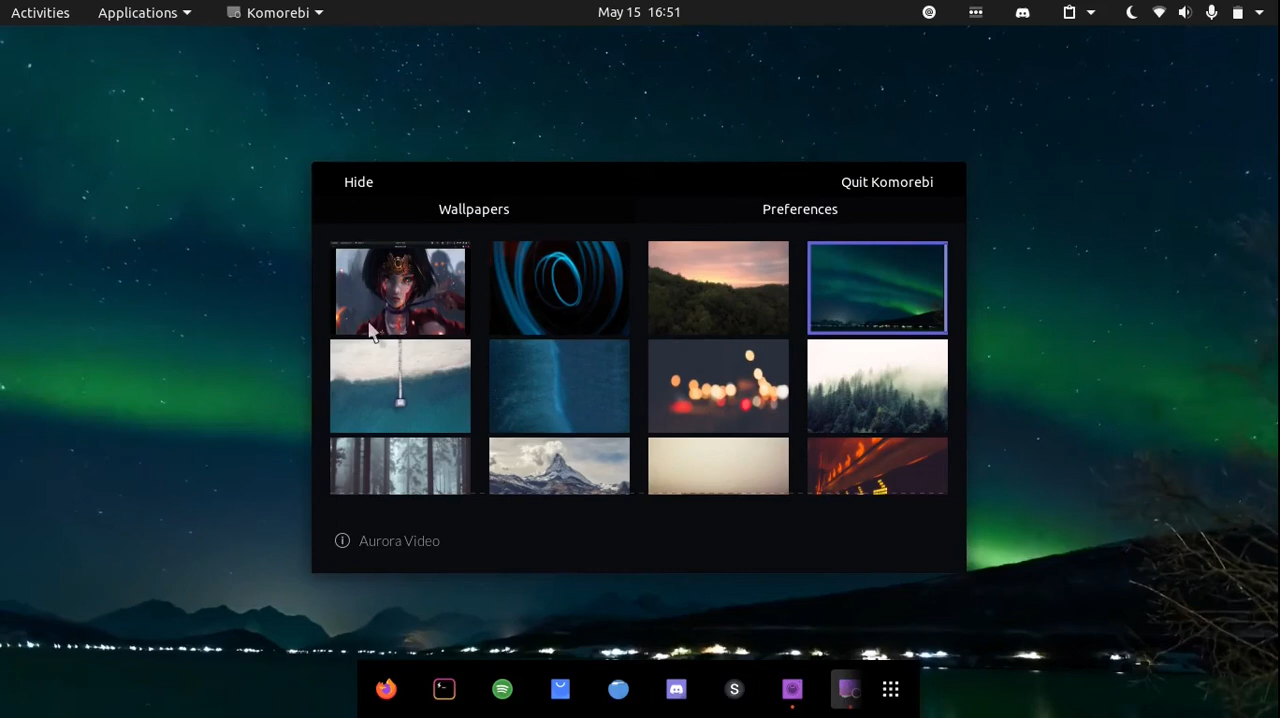 Activities Applications Komorebi May 15 16:51
Hide Quit Komorebi
Wallpapers Preferences
Aurora Video
S